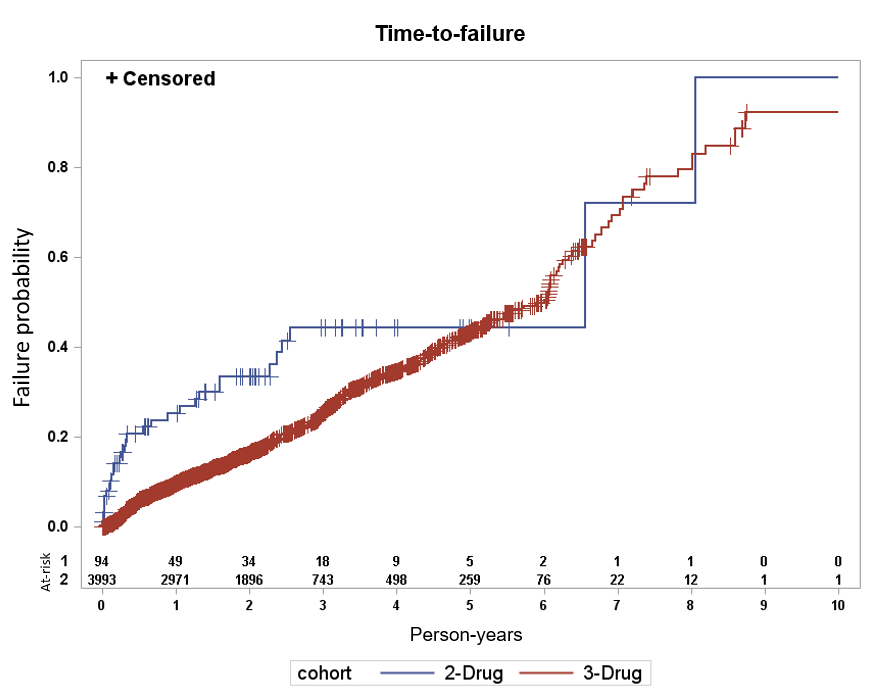 Time-to-failure
+ Censored
Failure probability
1.0
0.8
0.6
0.4
0.2
0.0
At-risk
1 94 49 34 18 9 5 2 1 1 0 0
2 3993 2971 1896 743 498 259 76 22 12 1 1
0 1 2 3 4 5 6 7 8 9 10
Person-years
cohort 2-Drug 3-Drug